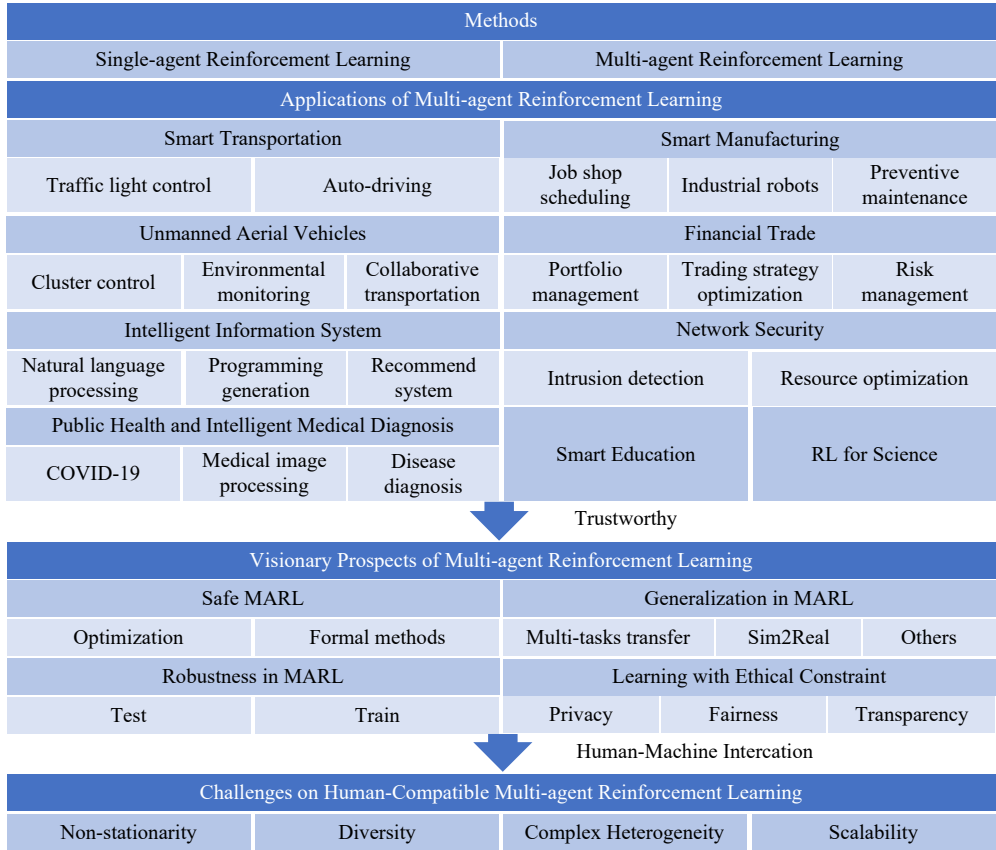 Methods
Single-agent Reinforcement Learning
Multi-agent Reinforcement Learning
Applications of Multi-agent Reinforcement Learning
Smart Transportation
Traffic light control
Auto-driving
Smart Manufacturing
Job shop
scheduling
Industrial robots
Preventive
maintenance
Unmanned Aerial Vehicles
Cluster control
Environmental
monitoring
Collaborative
transportation
Financial Trade
Portfolio
management
Trading strategy
optimization
Risk
management
Intelligent Information System
Natural language
processing
Programming
generation
Recommend
system
Network Security
Intrusion detection
Resource optimization
Public Health and Intelligent Medical Diagnosis
COVID-19
Medical image
processing
Disease
diagnosis
Smart Education
RL for Science
Trustworthy
Visionary Prospects of Multi-agent Reinforcement Learning
Safe MARL
Optimization
Formal methods
Generalization in MARL
Multi-tasks transfer
Sim2Real
Others
Robustness in MARL
Test
Train
Learning with Ethical Constraint
Privacy
Fairness
Transparency
Human-Machine Intercation
Challenges on Human-Compatible Multi-agent Reinforcement Learning
Non-stationarity
Diversity
Complex Heterogeneity
Scalability